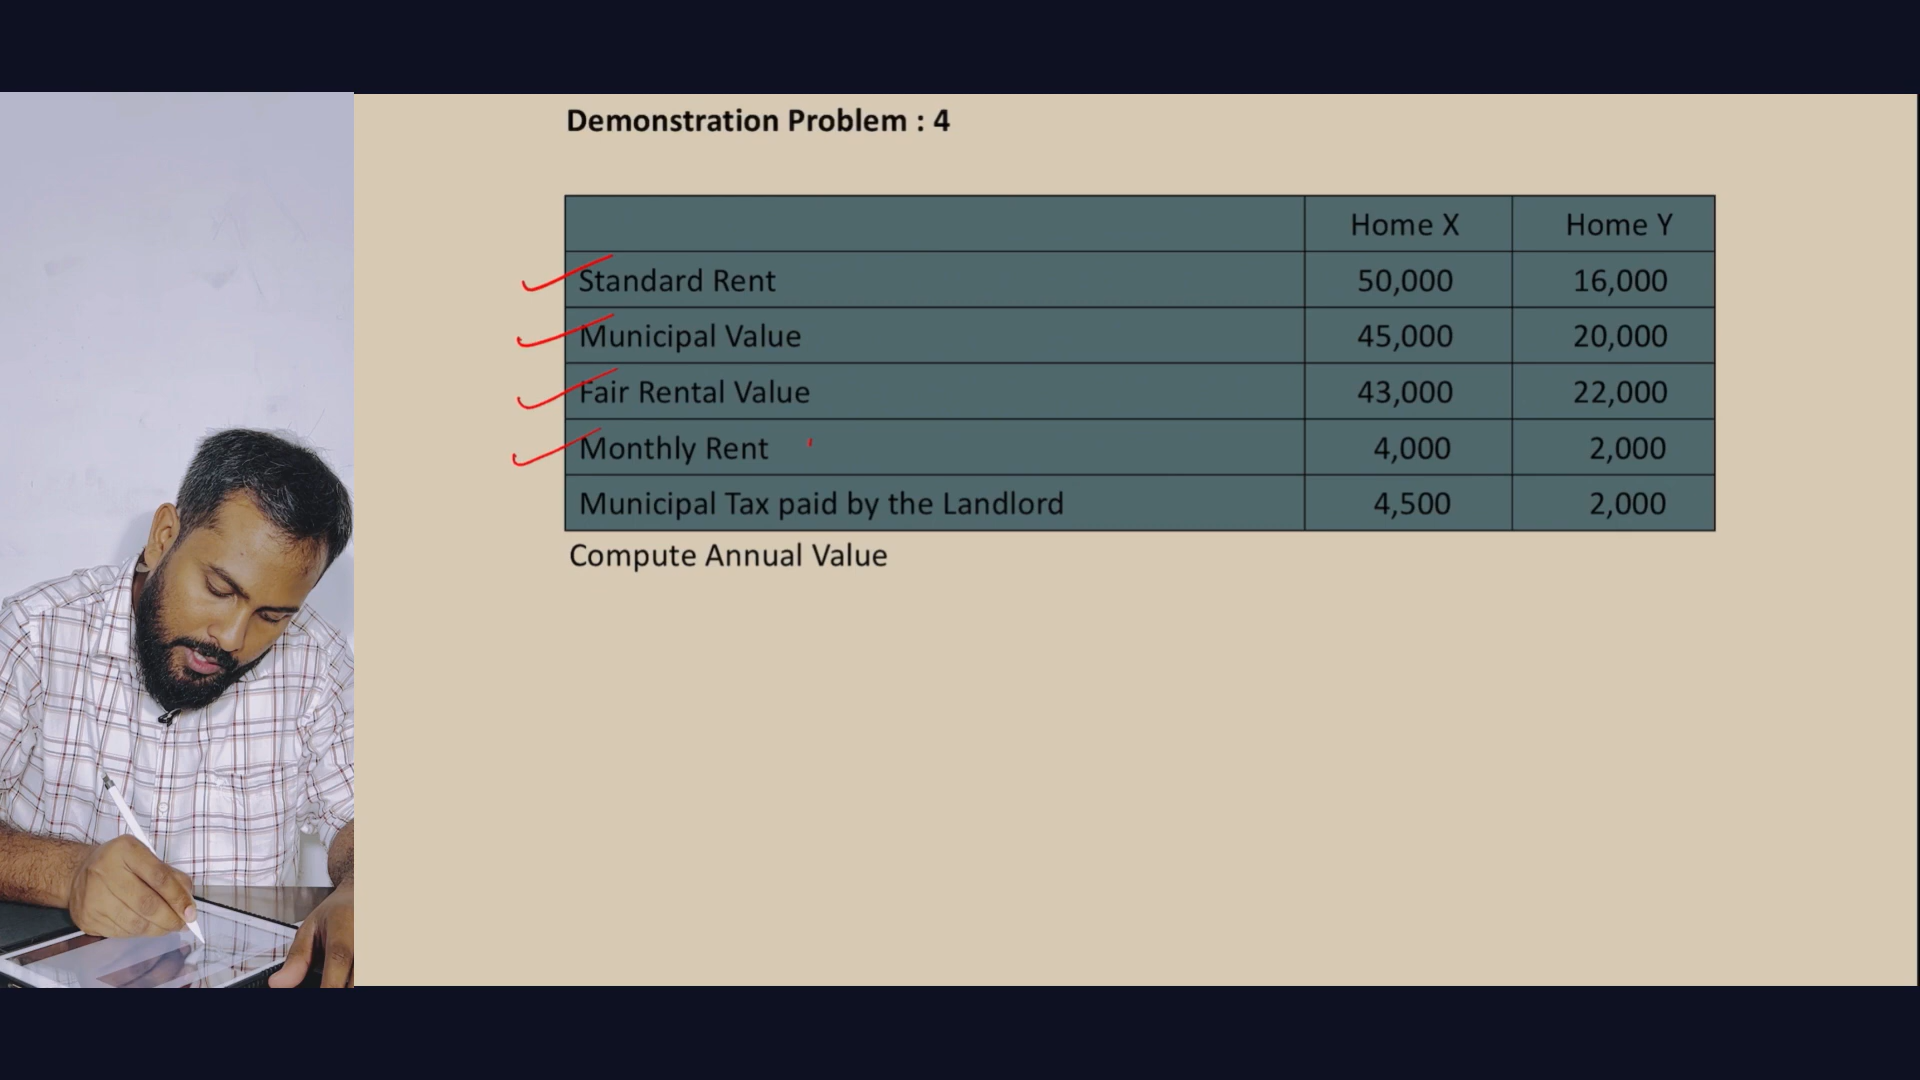 Demonstration Problem : 4
Home X Home Y
Standard Rent 50,000 16,000
Municipal Value 45,000 20,000
Fair Rental Value 43,000 22,000
Monthly Rent 4,000 2,000
Municipal Tax paid by the Landlord 4,500 2,000
Compute Annual Value